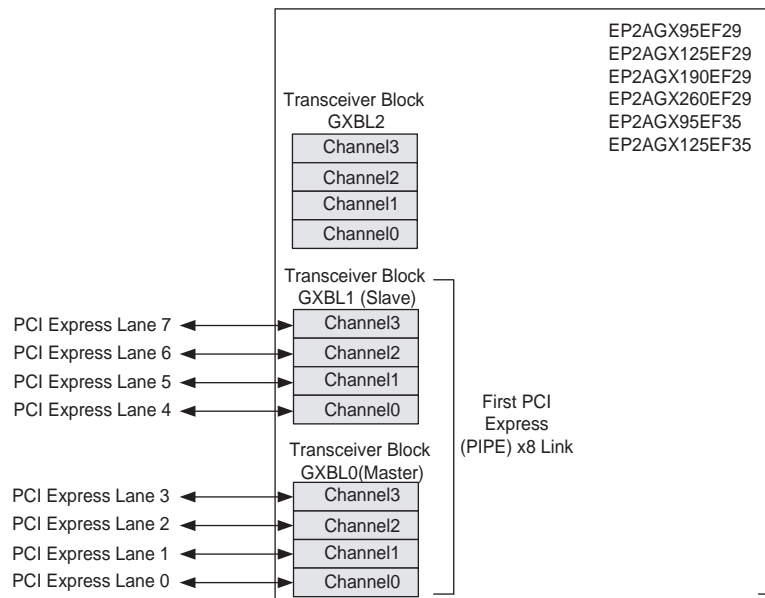 EP2AGX95EF29
EP2AGX125EF29
EP2AGX190EF29
EP2AGX260EF29
EP2AGX95EF35
EP2AGX125EF35
Transceiver Block
GXBL2
Channel3
Channel2
Channel1
Channel0
Transceiver Block
GXBL1 (Slave)
PCI Express Lane 7
Channel3
PCI Express Lane 6
Channel2
PCI Express Lane 5
Channel1
PCI Express Lane 4
Channel0
First PCI
Express
(PIPE) x8 Link
Transceiver Block
GXBL0(Master)
PCI Express Lane 3
Channel3
PCI Express Lane 2
Channel2
PCI Express Lane 1
Channel1
PCI Express Lane 0
Channel0